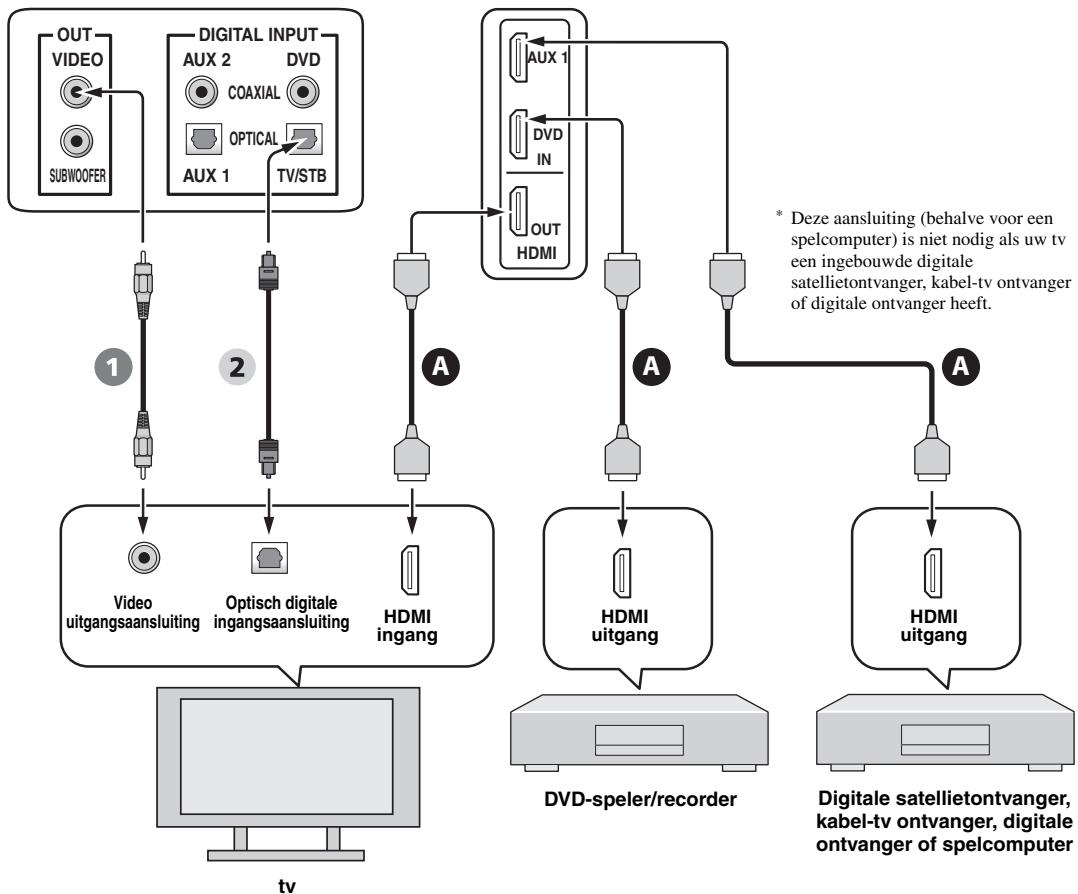 OUT
VIDEO
SUBWOOFER
DIGITAL INPUT
AUX 2
DVD
COAXIAL
OPTICAL
AUX 1
TV/STB
AUX 1
DVD
IN
OUT
HDMI
* Deze aansluiting (behalve voor een
spelcomputer) is niet nodig als uw tv
een ingebouwde digitale
satellietontvanger, kabel-tv ontvanger
of digitale ontvanger heeft.
1
2
A
A
A
Video
uitgangsaansluiting
Optisch digitale
ingangsaansluiting
HDMI
ingang
HDMI
uitgang
HDMI
uitgang
tv
DVD-speler/recorder
Digitale satellietontvanger,
kabel-tv ontvanger, digitale
ontvanger of spelcomputer